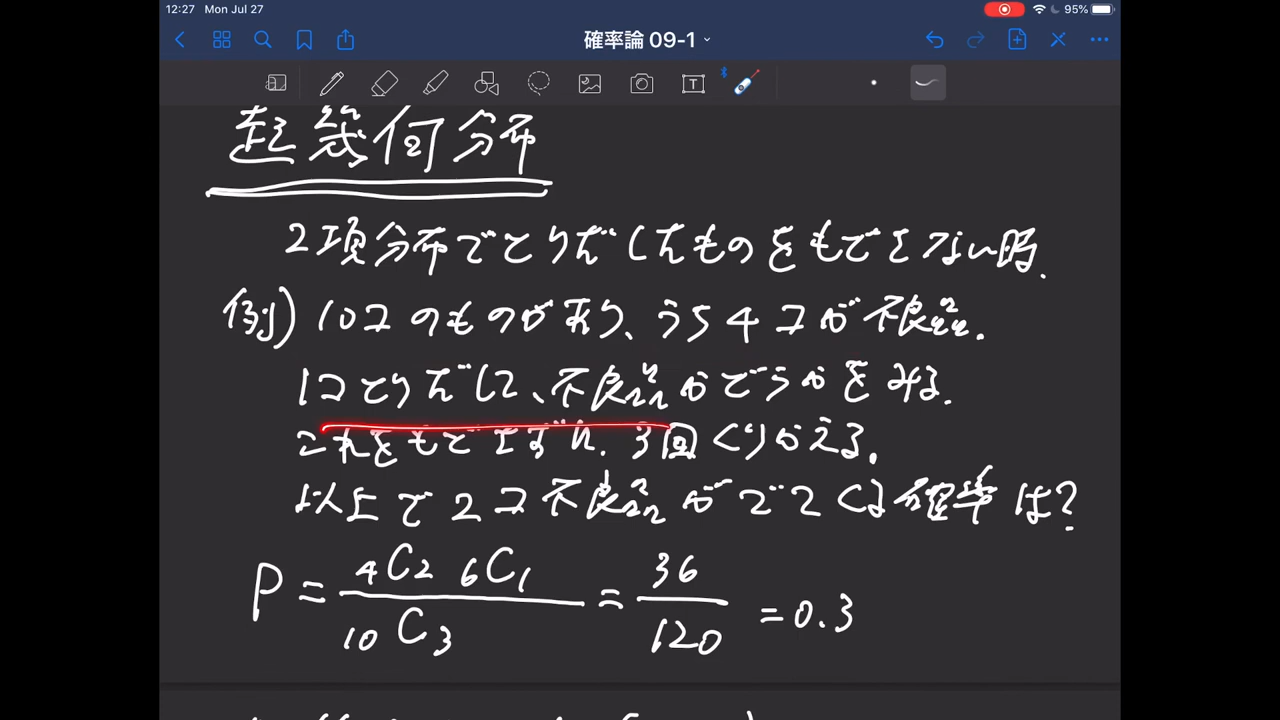 12:27 Mon Jul 27
95%
確率論 09-1
T
超幾何分布
2項分布でとりだしたものをもどさない時.
例) 10コのものがあり、うち4コが不良品.
1コとりだして、不良品かどうかをみる.
これをもどさずに、3回くりかえる.
以上で2コ不良品がでてくる確率は?
P = 4C2 6C1 / 10C3 = 36 / 120 = 0.3